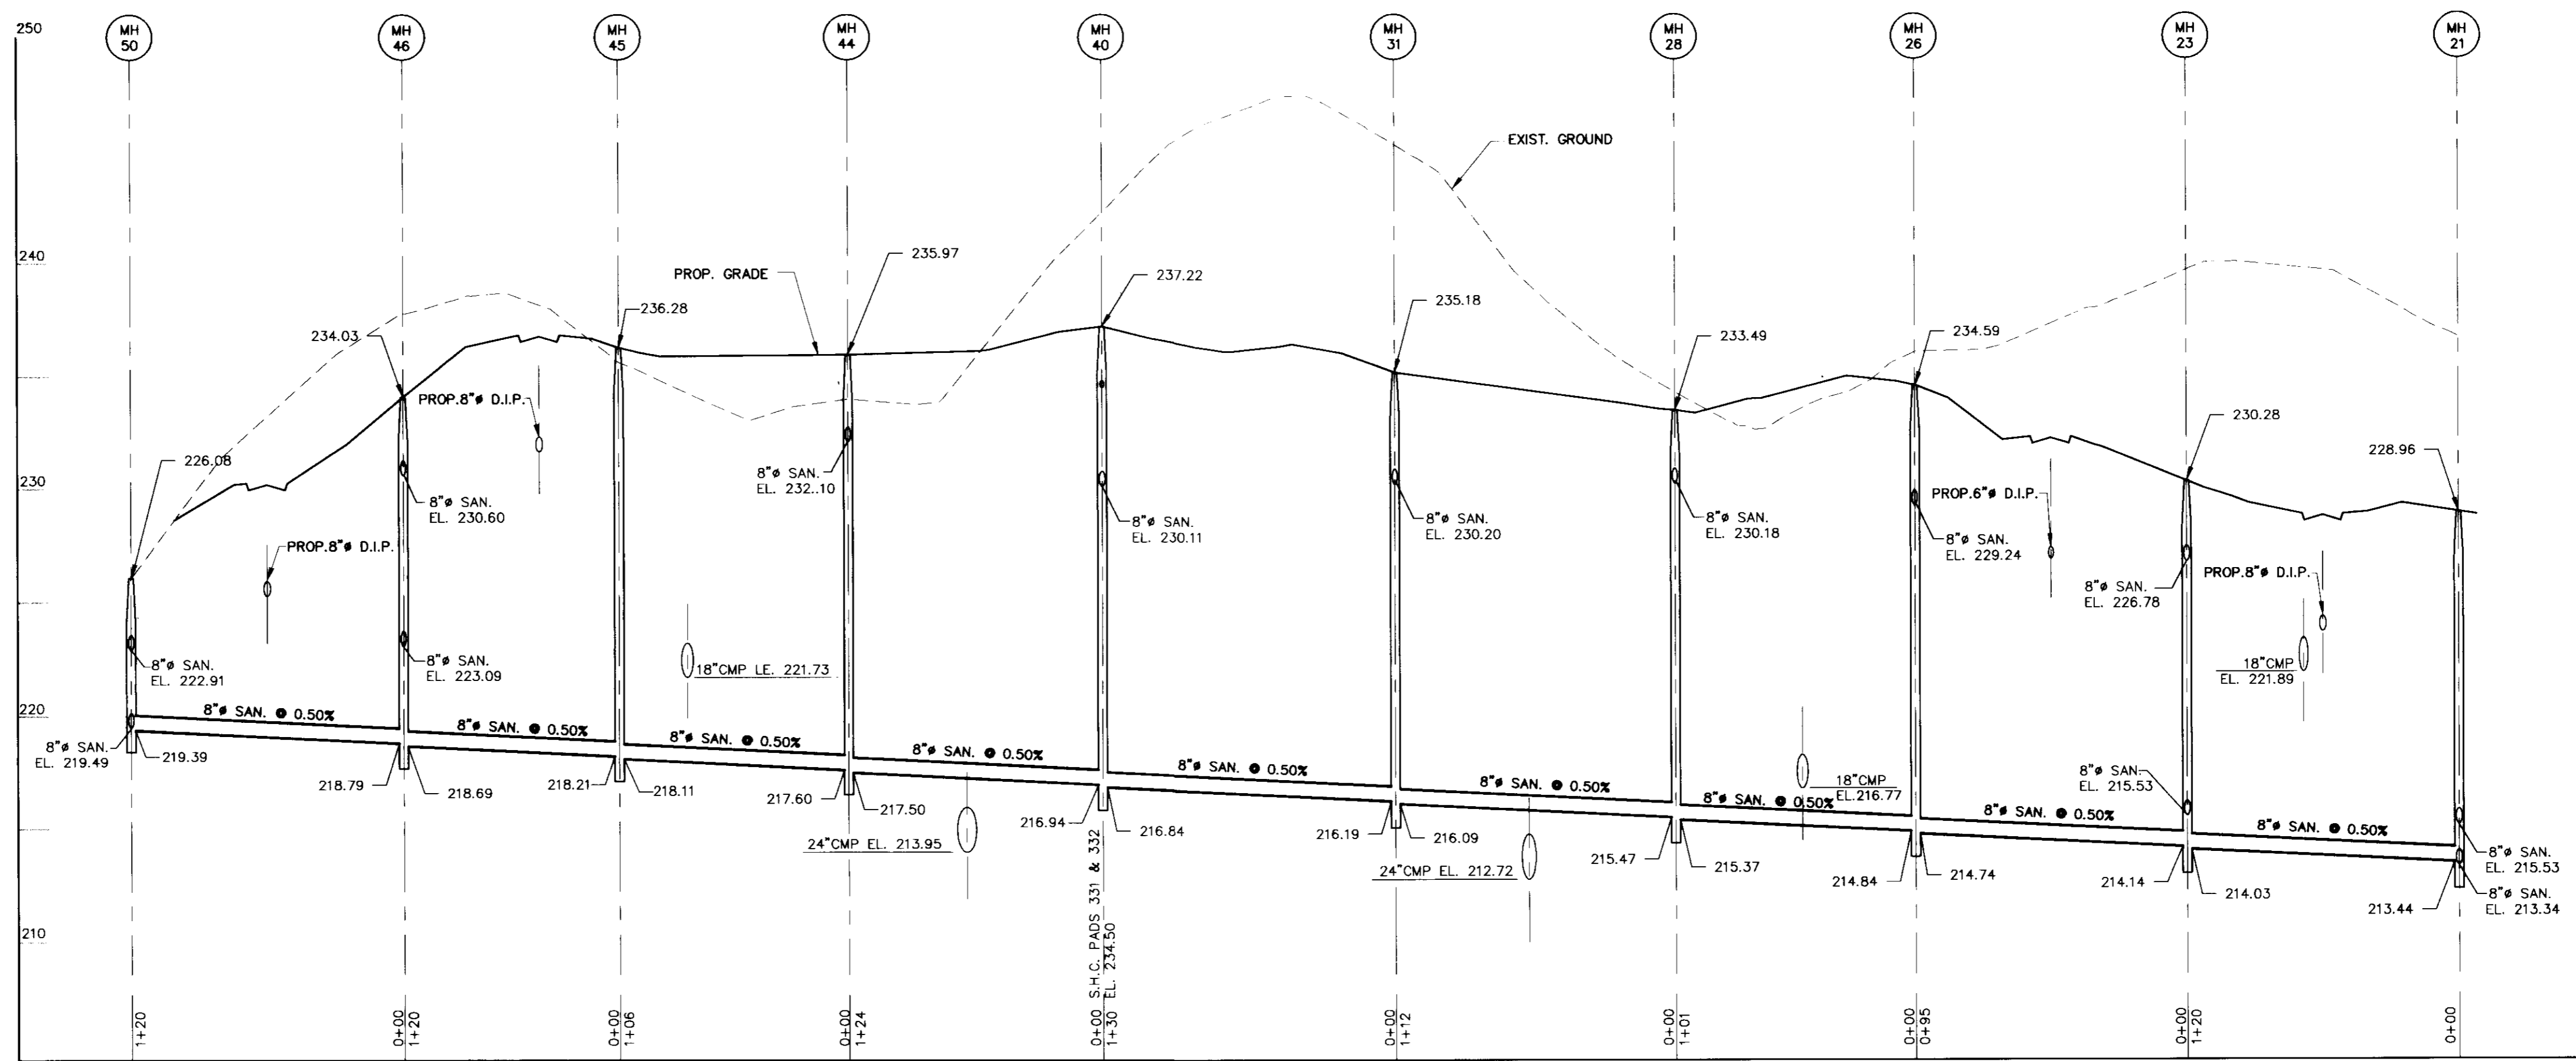 250
MH
50
MH
46
MH
45
MH
44
MH
40
MH
31
MH
28
MH
26
MH
23
MH
21
EXIST. GROUND
240
PROP. GRADE
235.97
237.22
235.18
236.28
234.03
233.49
234.59
230.28
228.96
226.08
230
PROP.8"ø D.I.P.
PROP.8"ø D.I.P.
PROP.6"ø D.I.P.
PROP.8"ø D.I.P.
8"ø SAN.
EL. 230.60
8"ø SAN.
EL. 232.10
8"ø SAN.
EL. 230.11
8"ø SAN.
EL. 230.20
8"ø SAN.
EL. 230.18
8"ø SAN.
EL. 229.24
8"ø SAN.
EL. 226.78
8"ø SAN.
EL. 222.91
8"ø SAN.
EL. 223.09
18"CMP I.E. 221.73
18"CMP
EL. 221.89
220
8"ø SAN. @ 0.50%
8"ø SAN. @ 0.50%
8"ø SAN. @ 0.50%
8"ø SAN. @ 0.50%
8"ø SAN. @ 0.50%
8"ø SAN. @ 0.50%
8"ø SAN. @ 0.50%
8"ø SAN. @ 0.50%
8"ø SAN. @ 0.50%
8"ø SAN.
EL. 219.49
219.39
218.79
218.69
218.21
218.11
217.60
217.50
216.94
216.84
216.19
216.09
215.47
215.37
214.84
214.74
214.14
214.03
213.44
24"CMP EL. 213.95
24"CMP EL. 212.72
18"CMP
EL.216.77
8"ø SAN.
EL. 215.53
8"ø SAN.
EL. 215.53
8"ø SAN.
EL. 213.34
210
S.H.C. PADS 331 & 332
EL. 234.50
1+20
0+00
1+20
0+00
1+06
0+00
1+24
0+00
1+30
0+00
1+12
0+00
1+01
0+00
0+95
0+00
1+20
0+00